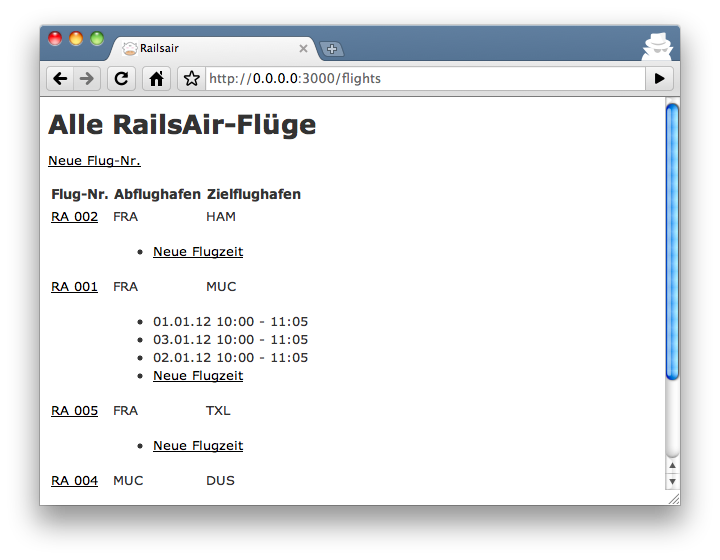 Railsair
http://0.0.0.0:3000/flights
Alle RailsAir-Flüge
Neue Flug-Nr.
Flug-Nr. Abflughafen Zielflughafen
RA 002 FRA HAM
• Neue Flugzeit
RA 001 FRA MUC
• 01.01.12 10:00 - 11:05
• 03.01.12 10:00 - 11:05
• 02.01.12 10:00 - 11:05
• Neue Flugzeit
RA 005 FRA TXL
• Neue Flugzeit
RA 004 MUC DUS